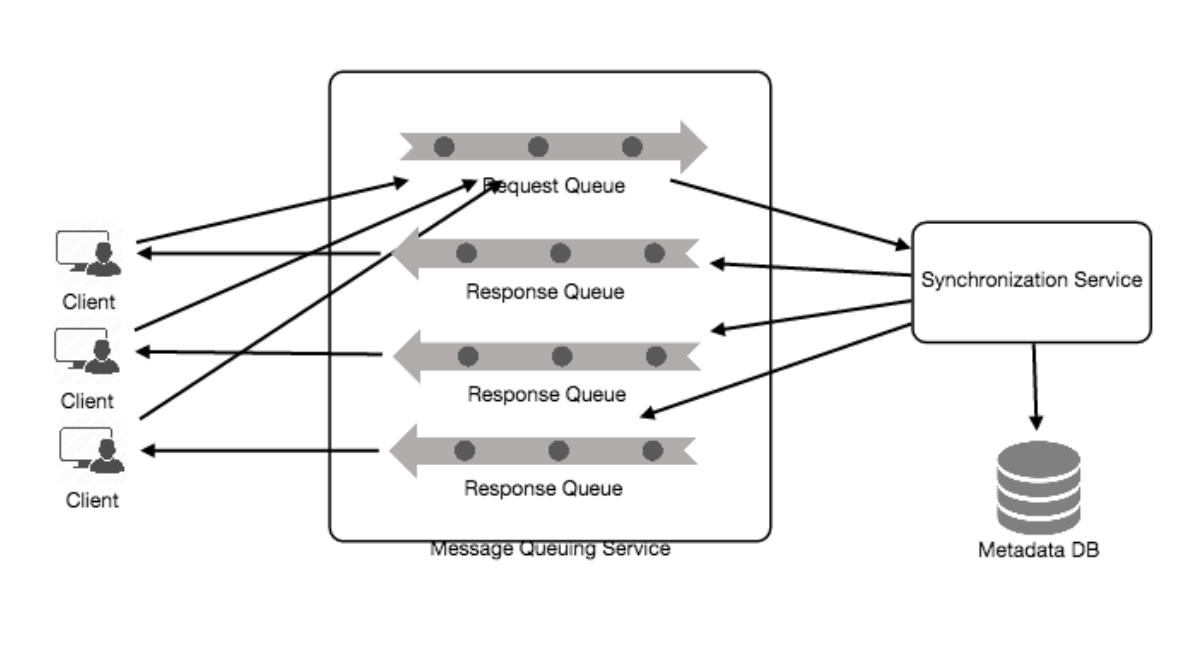 Request Queue
Client
Response Queue
Synchronization Service
Client
Response Queue
Client
Response Queue
Message Queuing Service
Metadata DB